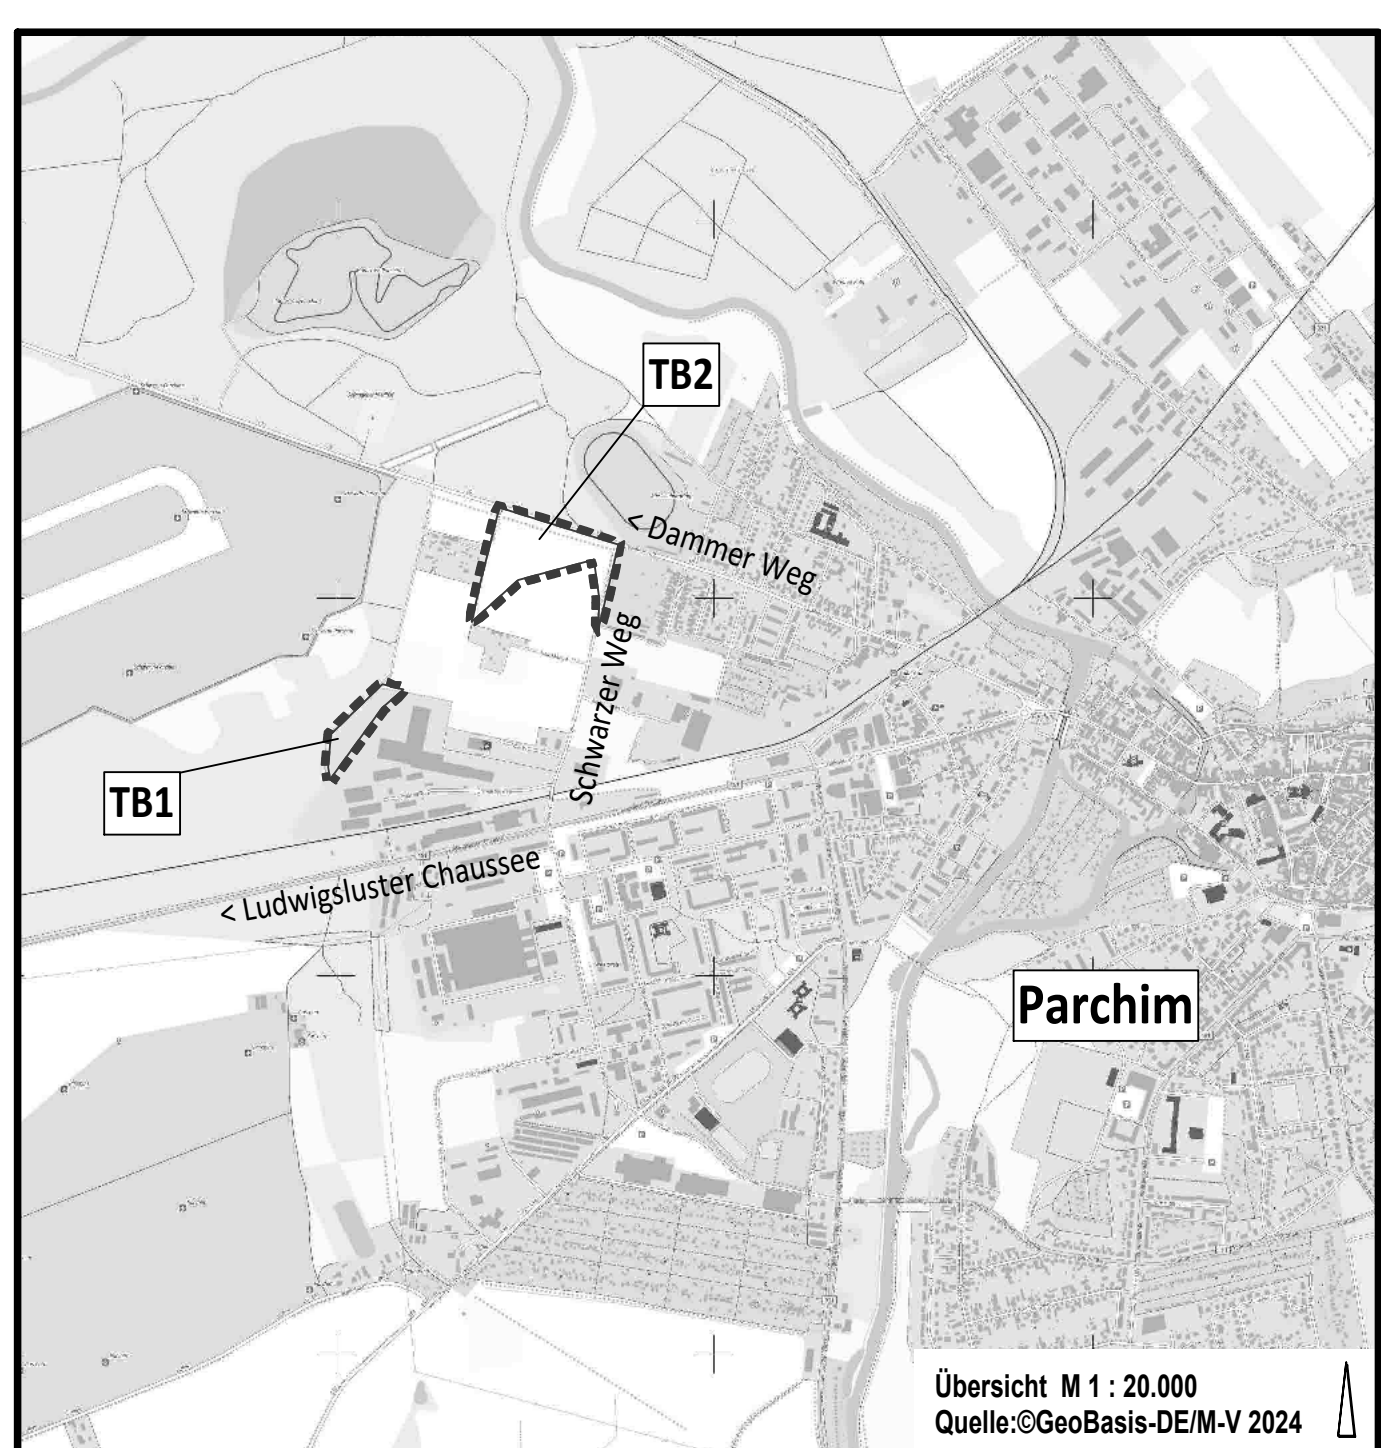 TB2
< Dammer Weg
Schwarzer Weg
TB1
< Ludwigsluster Chaussee
Parchim
Übersicht M 1 : 20.000
Quelle:©GeoBasis-DE/M-V 2024